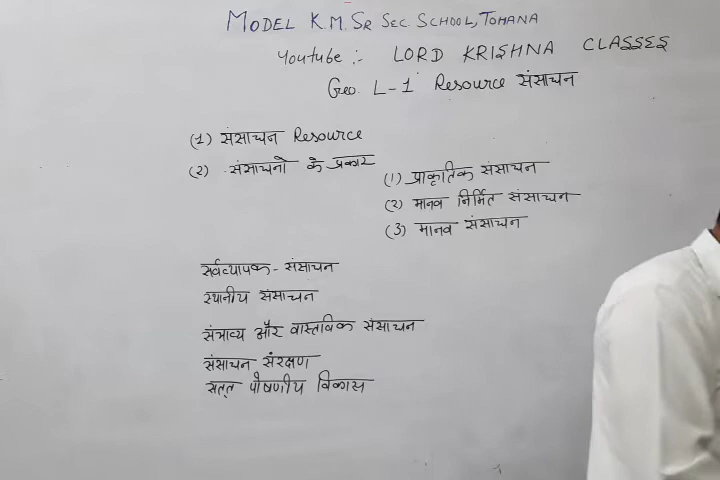 MODEL K.M. SR SEC. SCHOOL, TOHANA
Youtube :- LORD KRISHNA CLASSES
Geo. L-1 Resource संसाधन
(1) संसाधन Resource
(2) संसाधनो के प्रकार
(1) प्राकृतिक संसाधन
(2) मानव निर्मित संसाधन
(3) मानव संसाधन
सर्वव्यापक - संसाधन
स्थानीय संसाधन
संभाव्य और वास्तविक संसाधन
संसाधन संरक्षण
सतत् पोषणीय विकास